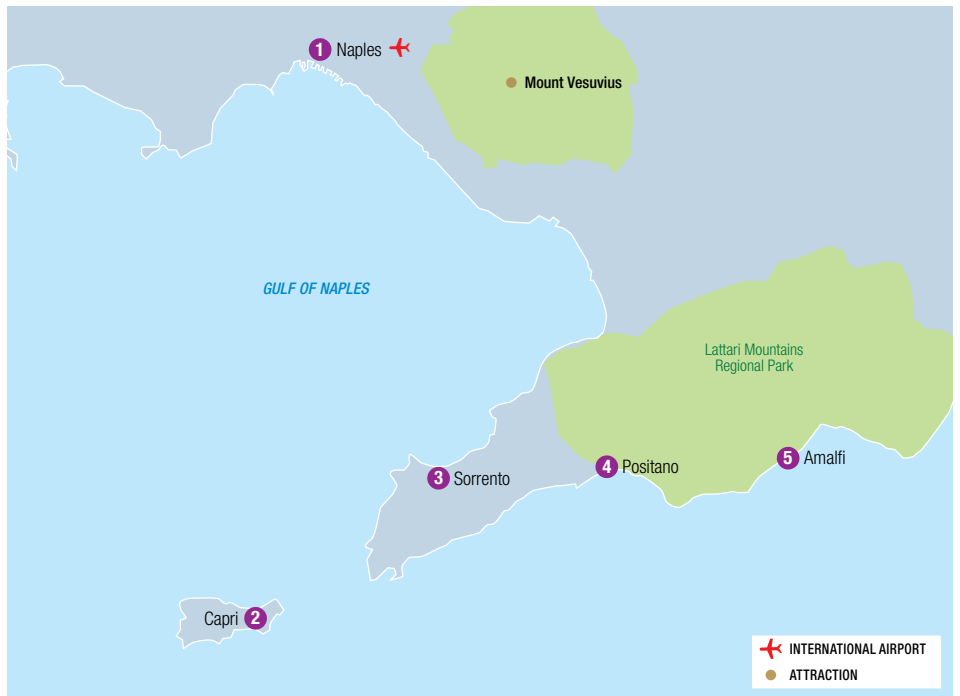 1 Naples
Mount Vesuvius
GULF OF NAPLES
Lattari Mountains
Regional Park
5 Amalfi
4 Positano
3 Sorrento
Capri 2
INTERNATIONAL AIRPORT
ATTRACTION